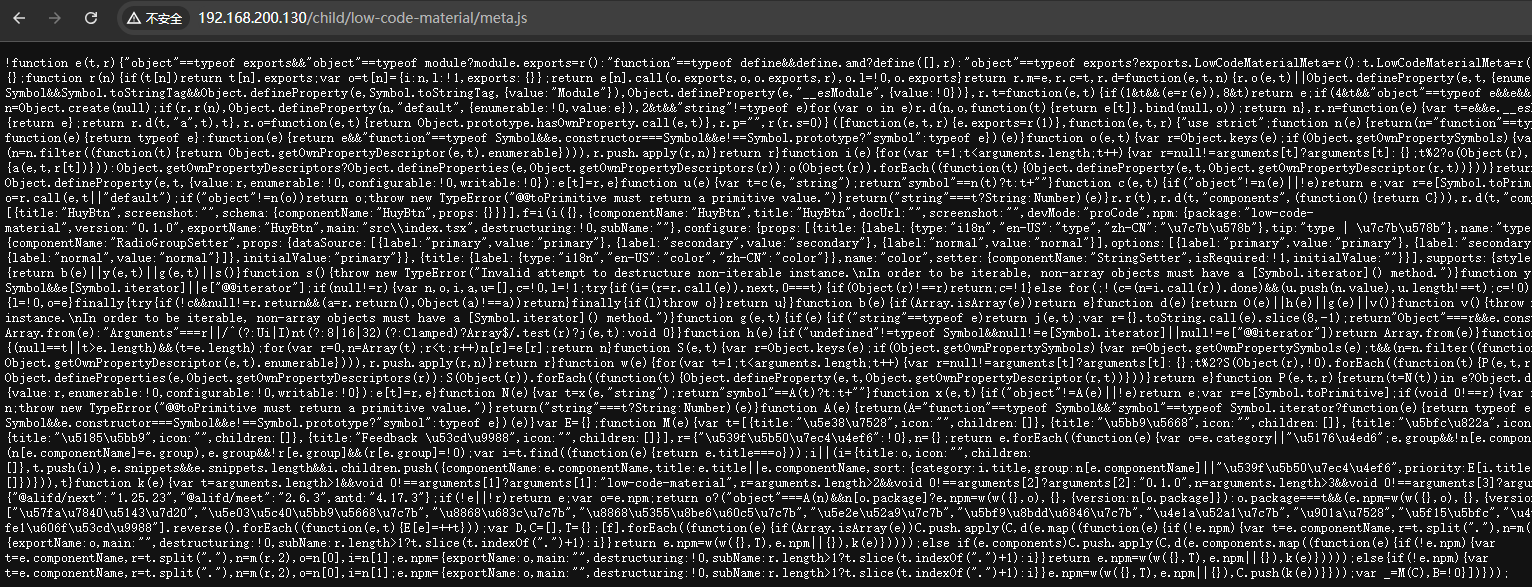 不安全 192.168.200.130/child/low-code-material/meta.js
!function e(t,r){"object"==typeof exports&&"object"==typeof module?module.exports=r():"function"==typeof define&&define.amd?define([],r):"object"==typeof exports?exports.LowCodeMaterialMeta=r():t.LowCodeMaterialMeta=r(
{};function r(n){if(t[n])return t[n].exports;var o=t[n]={i:n,l:!1,exports:{}};return e[n].call(o.exports,o,o.exports,r),o.l=!0,o.exports}return r.m=e,r.c=t,r.d=function(e,t,n){r.o(e,t)||Object.defineProperty(e,t,{enume
Symbol&&Symbol.toStringTag&&Object.defineProperty(e,Symbol.toStringTag,{value:"Module"}),Object.defineProperty(e,"__esModule",{value:!0})},r.t=function(e,t){if(1&t&&(e=r(e)),8&t)return e;if(4&t&&"object"==typeof e&&e&&
n=Object.create(null);if(r.r(n),Object.defineProperty(n,"default",{enumerable:!0,value:e}),2&t&&"string"!=typeof e)for(var o in e)r.d(n,o,function(t){return e[t]}.bind(null,o));return n},r.n=function(e){var t=e&&e.__es
{return e};return r.d(t,"a",t),t},r.o=function(e,t){return Object.prototype.hasOwnProperty.call(e,t)},r.p="",r(r.s=0)}([function(e,t,r){e.exports=r(1)},function(e,t,r){"use strict";function n(e){return(n="function"==ty
function(e){return typeof e}:function(e){return e&&"function"==typeof Symbol&&e.constructor===Symbol&&e!==Symbol.prototype?"symbol":typeof e})(e)}function o(e,t){var r=Object.keys(e);if(Object.getOwnPropertySymbols){va
(n=n.filter((function(t){return Object.getOwnPropertyDescriptor(e,t).enumerable}))),r.push.apply(r,n)}return r}function i(e){for(var t=1;t<arguments.length;t++){var r=null!=arguments[t]?arguments[t]:{};t%2?o(Object(r),
{a(e,t,r[t])})):Object.getOwnPropertyDescriptors?Object.defineProperties(e,Object.getOwnPropertyDescriptors(r)):o(Object(r)).forEach((function(t){Object.defineProperty(e,t,Object.getOwnPropertyDescriptor(r,t))}))}retur
Object.defineProperty(e,t,{value:r,enumerable:!0,configurable:!0,writable:!0}):e[t]=r,e}function u(e){var t=c(e,"string");return"symbol"==n(t)?t:t+""}function c(e,t){if("object"!=n(e)||!e)return e;var r=e[Symbol.toPrim
o=r.call(e,t||"default");if("object"!=n(o))return o;throw new TypeError("@@toPrimitive must return a primitive value.")}return("string"===t?String:Number)(e)}r.r(t),r.d(t,"components",(function(){return C})),r.d(t,"com
[{title:"HuyBtn",screenshot:"",schema:{componentName:"HuyBtn",props:{}}}],f=i(i({},{componentName:"HuyBtn",title:"HuyBtn",docUrl:"",screenshot:"",devMode:"proCode",npm:{package:"low-code-
material",version:"0.1.0",exportName:"HuyBtn",main:"src\\index.tsx",destructuring:!0,subName:""},configure:{props:[{title:{label:{type:"i18n","en-US":"type","zh-CN":"\u7c7b\u578b"},tip:"type | \u7c7b\u578b"},name:"type
{componentName:"RadioGroupSetter",props:{dataSource:[{label:"primary",value:"primary"},{label:"secondary",value:"secondary"},{label:"normal",value:"normal"}],options:[{label:"primary",value:"primary"},{label:"secondary
{label:"normal",value:"normal"}]},initialValue:"primary"}},{title:{label:{type:"i18n","en-US":"color","zh-CN":"color"}},name:"color",setter:{componentName:"StringSetter",isRequired:!1,initialValue:""}}],supports:{style
{return b(e)||y(e,t)||g(e,t)||s()}function s(){throw new TypeError("Invalid attempt to destructure non-iterable instance.\nIn order to be iterable, non-array objects must have a [Symbol.iterator]() method.")}function y
Symbol&&e[Symbol.iterator]||e["@@iterator"];if(null!=r){var n,o,i,a,u=[],c=!0,l=!1;try{if(i=(r=r.call(e)).next,0===t){if(Object(r)!==r)return;c=!1}else for(;!(c=(n=i.call(r)).done)&&(u.push(n.value),u.length!==t);c=!0)
{l=!0,o=e}finally{try{if(!c&&null!=r.return&&(a=r.return(),Object(a)!==a))return}finally{if(l)throw o}}return u}}function b(e){if(Array.isArray(e))return e}function d(e){return O(e)||h(e)||g(e)||v()}function v(){throw
instance.\nIn order to be iterable, non-array objects must have a [Symbol.iterator]() method.")}function g(e,t){if(e){if("string"==typeof e)return j(e,t);var r={}.toString.call(e).slice(8,-1);return"Object"===r&&e.cons
Array.from(e):"Arguments"===r||/^(?:Ui|I)nt(?:8|16|32)(?:Clamped)?Array$/.test(r)?j(e,t):void 0}}function h(e){if("undefined"!=typeof Symbol&&null!=e[Symbol.iterator]||null!=e["@@iterator"])return Array.from(e)}functio
{(null==t||t>e.length)&&(t=e.length);for(var r=0,n=Array(t);r<t;r++)n[r]=e[r];return n}function S(e,t){var r=Object.keys(e);if(Object.getOwnPropertySymbols){var n=Object.getOwnPropertySymbols(e);t&&(n=n.filter((functio
Object.getOwnPropertyDescriptor(e,t).enumerable}))),r.push.apply(r,n)}return r}function w(e){for(var t=1;t<arguments.length;t++){var r=null!=arguments[t]?arguments[t]:{};t%2?S(Object(r),!0).forEach((function(t){P(e,t,r
Object.defineProperties(e,Object.getOwnPropertyDescriptors(r)):S(Object(r)).forEach((function(t){Object.defineProperty(e,t,Object.getOwnPropertyDescriptor(r,t))}))}return e}function P(e,t,r){return(t=N(t))in e?Object.d
{value:r,enumerable:!0,configurable:!0,writable:!0}):e[t]=r,e}function N(e){var t=x(e,"string");return"symbol"==A(t)?t:t+""}function x(e,t){if("object"!=A(e)||!e)return e;var r=e[Symbol.toPrimitive];if(void 0!==r){var
n;throw new TypeError("@@toPrimitive must return a primitive value.")}return("string"===t?String:Number)(e)}function A(e){return(A="function"==typeof Symbol&&"symbol"==typeof Symbol.iterator?function(e){return typeof e
Symbol&&e.constructor===Symbol&&e!==Symbol.prototype?"symbol":typeof e})(e)}var E={};function M(e){var t=[{title:"\u5e38\u7528",icon:"",children:[]},{title:"\u5bb9\u5668",icon:"",children:[]},{title:"\u5bfc\u822a",icon
{title:"\u5185\u5bb9",icon:"",children:[]},{title:"Feedback \u53cd\u9988",icon:"",children:[]}],r={"\u539f\u5b50\u7ec4\u4ef6":!0},n={};return e.forEach((function(e){var o=e.category||"\u5176\u4ed6";e.group&&!n[e.compon
(n[e.componentName]=e.group),e.group&&!r[e.group]&&(r[e.group]=!0);var i=t.find((function(e){return e.title===o}));i||(i={title:o,icon:"",children:
[]},t.push(i)),e.snippets&&e.snippets.length&&i.children.push({componentName:e.componentName,title:e.title||e.componentName,sort:{category:i.title,group:n[e.componentName]||"\u539f\u5b50\u7ec4\u4ef6",priority:E[i.title
[]})})),t}function k(e){var t=arguments.length>1&&void 0!==arguments[1]?arguments[1]:"low-code-material",r=arguments.length>2&&void 0!==arguments[2]?arguments[2]:"0.1.0",n=arguments.length>3&&void 0!==arguments[3]?argu
{"@alifd/next":"1.25.23","@alifd/meet":"2.6.3",antd:"4.17.3"};if(!e||!r)return e;var o=e.npm;return o?("object"===A(n)&&n[o.package]?e.npm=w(w({},o),{},{version:n[o.package]}):o.package===t&&(e.npm=w(w({},o),{},{versio
["\u57fa\u7840\u5143\u7d20","\u5e03\u5c40\u5bb9\u5668\u7c7b","\u8868\u683c\u7c7b","\u8868\u5355\u8be6\u60c5\u7c7b","\u5e2e\u52a9\u7c7b","\u5bf9\u8bdd\u6846\u7c7b","\u4e1a\u52a1\u7c7b","\u901a\u7528","\u5f15\u5bfc","\u4
fe1\u606f\u53cd\u9988"].reverse().forEach((function(e,t){E[e]=++t}));var D,C=[],T={};[f].forEach((function(e){if(Array.isArray(e))C.push.apply(C,d(e.map((function(e){if(!e.npm){var t=e.componentName,r=t.split("."),n=m(
{exportName:o,main:"",destructuring:!0,subName:r.length>1?t.slice(t.indexOf(".")+1):i}}return e.npm=w(w({},T),e.npm||{}),k(e)}))));else if(e.components)C.push.apply(C,d(e.components.map((function(e){if(!e.npm){var
t=e.componentName,r=t.split("."),n=m(r,2),o=n[0],i=n[1];e.npm={exportName:o,main:"",destructuring:!0,subName:r.length>1?t.slice(t.indexOf(".")+1):i}}return e.npm=w(w({},T),e.npm||{}),k(e)}))));else{if(!e.npm){var
t=e.componentName,r=t.split("."),n=m(r,2),o=n[0],i=n[1];e.npm={exportName:o,main:"",destructuring:!0,subName:r.length>1?t.slice(t.indexOf(".")+1):i}}e.npm=w(w({},T),e.npm||{}),C.push(k(e))}}));var _=M(C),B=!0}])}));